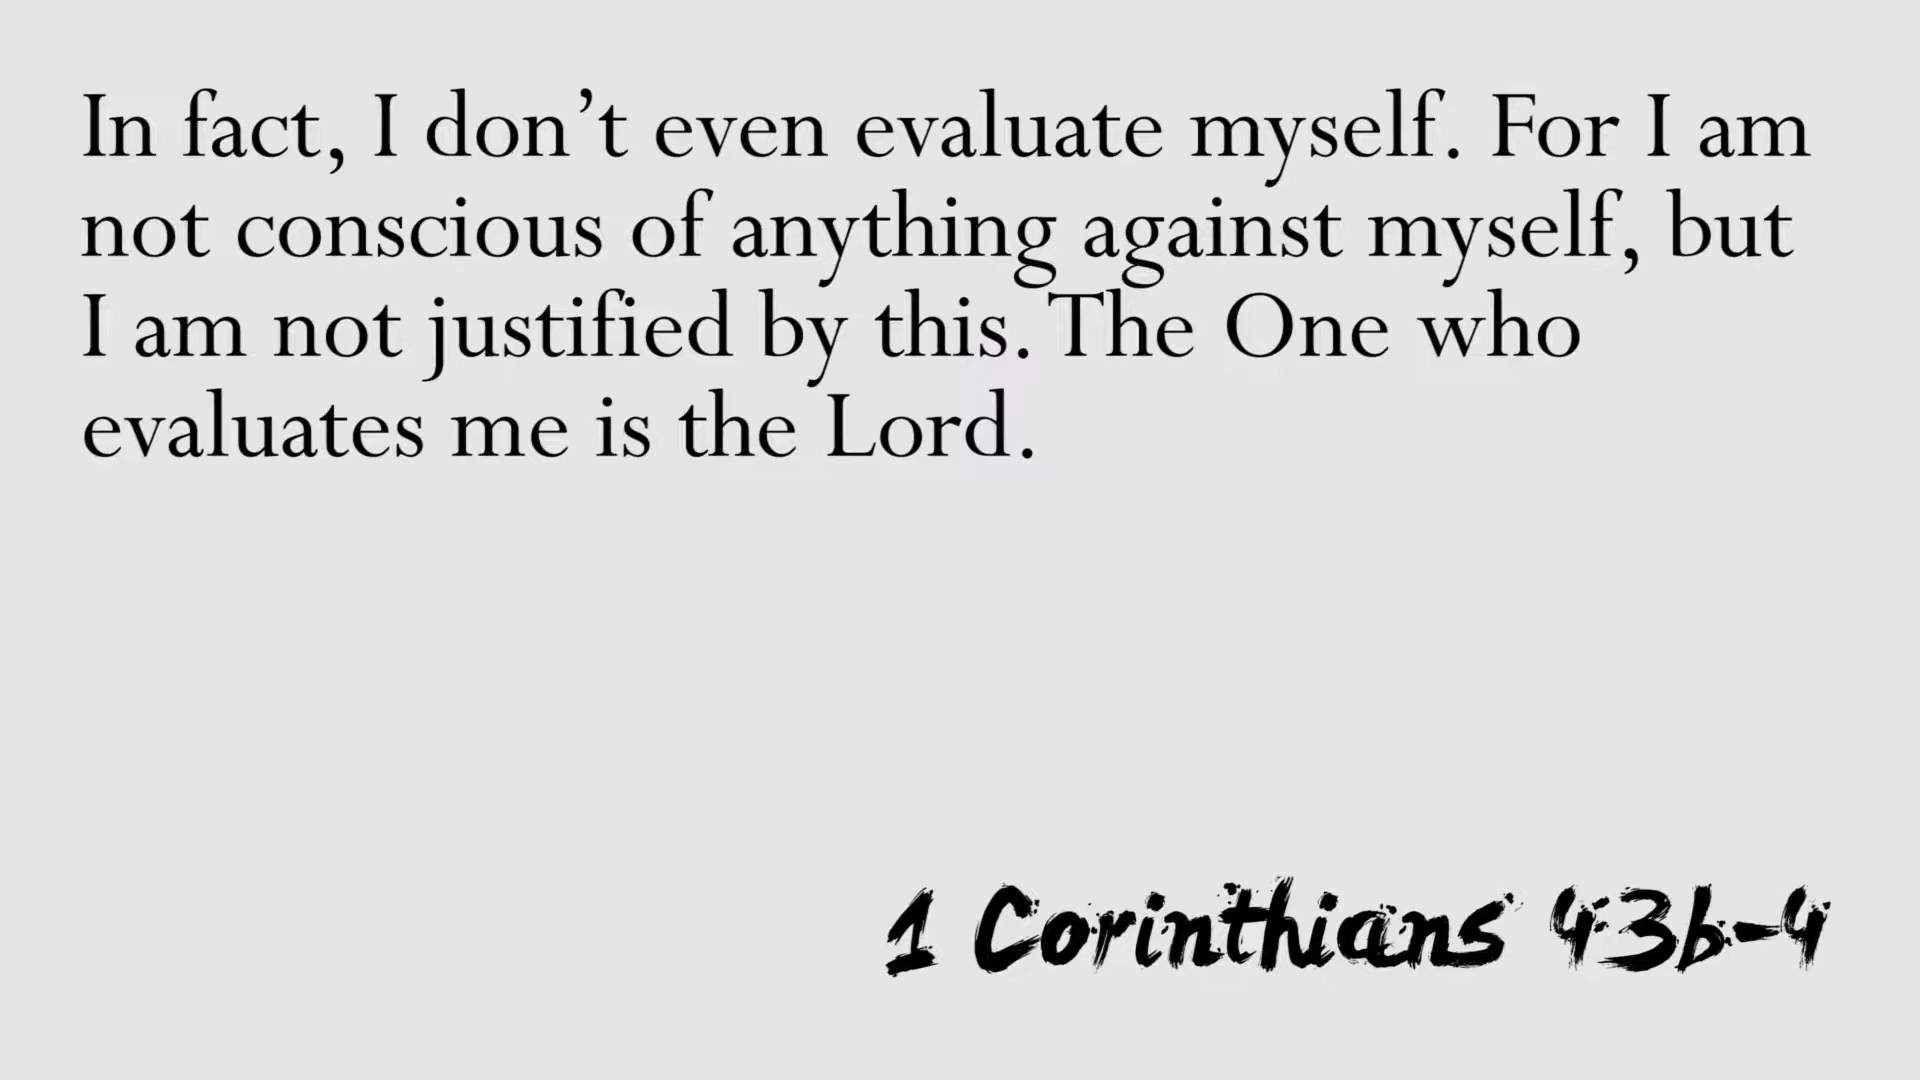 In fact, I don’t even evaluate myself. For I am
not conscious of anything against myself, but
I am not justified by this. The One who
evaluates me is the Lord.
1 Corinthians 4:3b-4